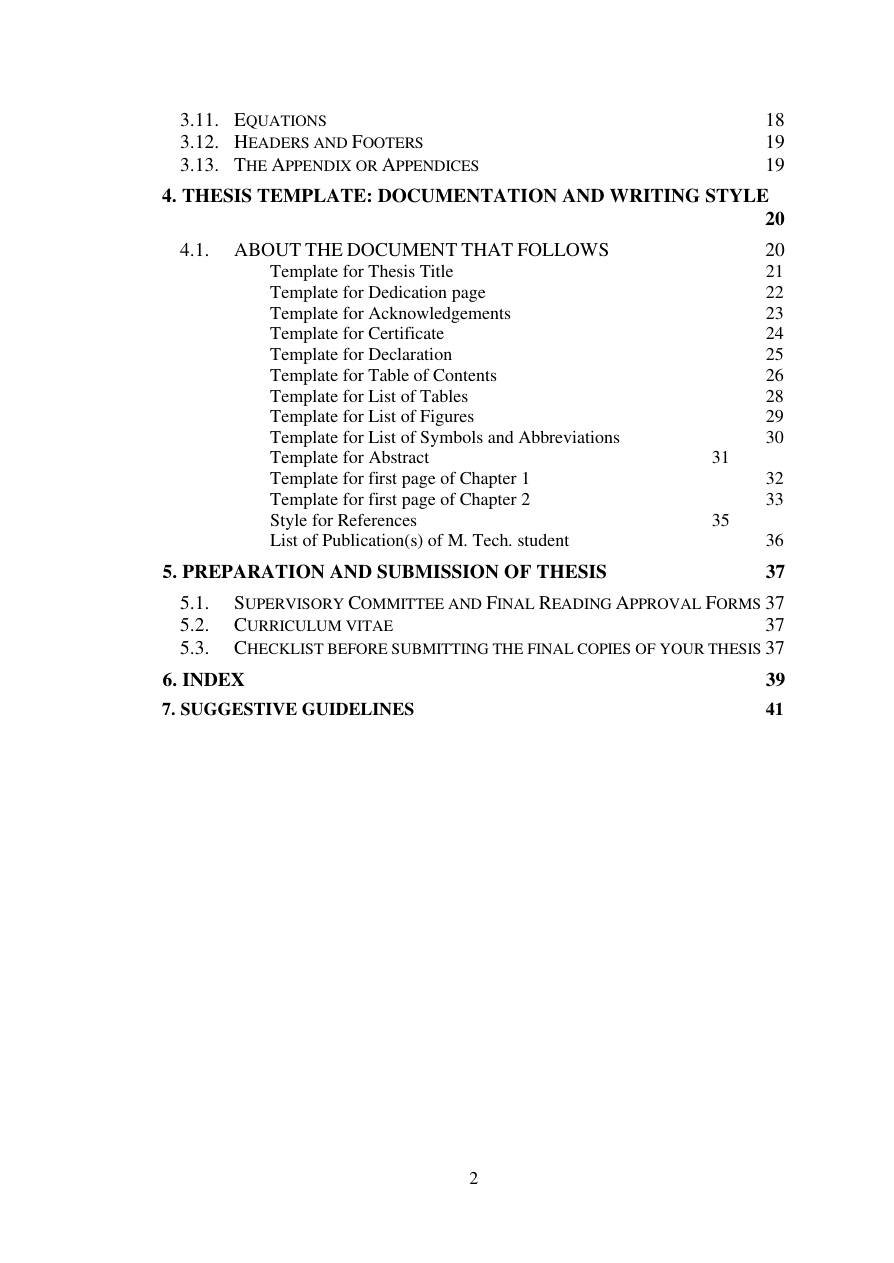 3.11. EQUATIONS 18
3.12. HEADERS AND FOOTERS 19
3.13. THE APPENDIX OR APPENDICES 19
4. THESIS TEMPLATE: DOCUMENTATION AND WRITING STYLE
20
4.1. ABOUT THE DOCUMENT THAT FOLLOWS 20
Template for Thesis Title 21
Template for Dedication page 22
Template for Acknowledgements 23
Template for Certificate 24
Template for Declaration 25
Template for Table of Contents 26
Template for List of Tables 28
Template for List of Figures 29
Template for List of Symbols and Abbreviations 30
Template for Abstract 31
Template for first page of Chapter 1 32
Template for first page of Chapter 2 33
Style for References 35
List of Publication(s) of M. Tech. student 36
5. PREPARATION AND SUBMISSION OF THESIS 37
5.1. SUPERVISORY COMMITTEE AND FINAL READING APPROVAL FORMS 37
5.2. CURRICULUM VITAE 37
5.3. CHECKLIST BEFORE SUBMITTING THE FINAL COPIES OF YOUR THESIS 37
6. INDEX 39
7. SUGGESTIVE GUIDELINES 41
2